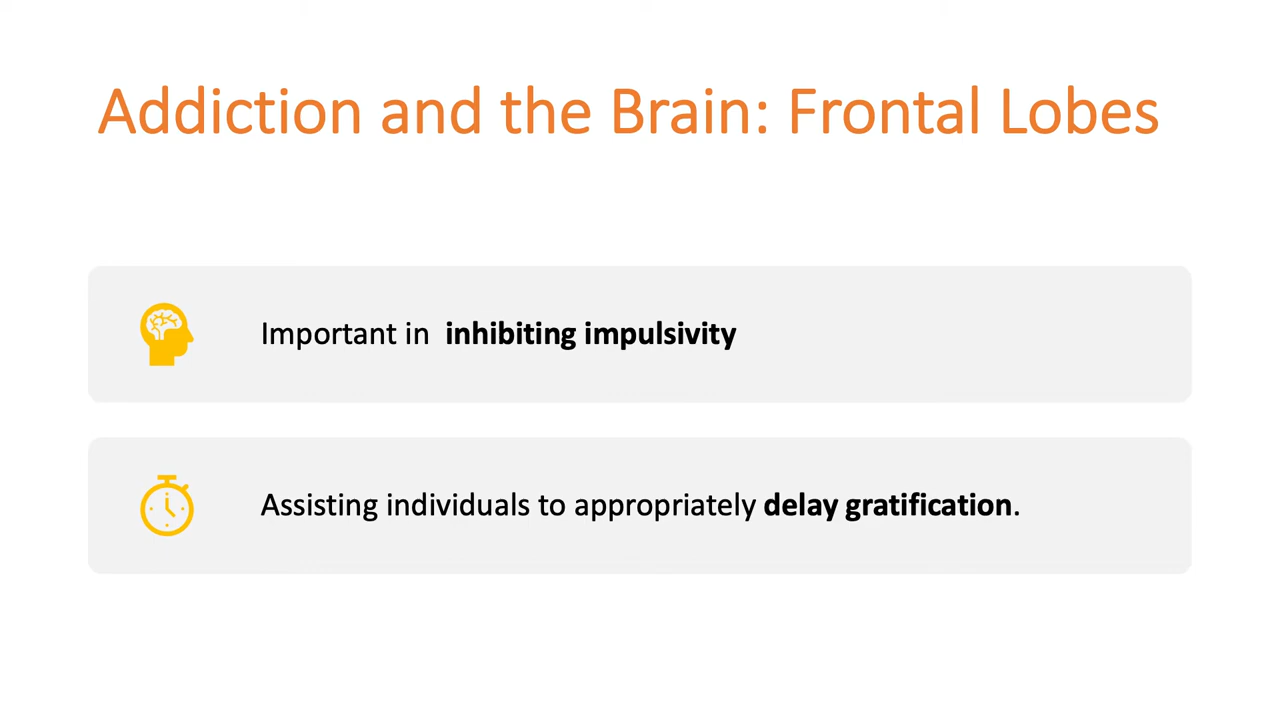 Addiction and the Brain: Frontal Lobes
Important in  inhibiting impulsivity
Assisting individuals to appropriately delay gratification.